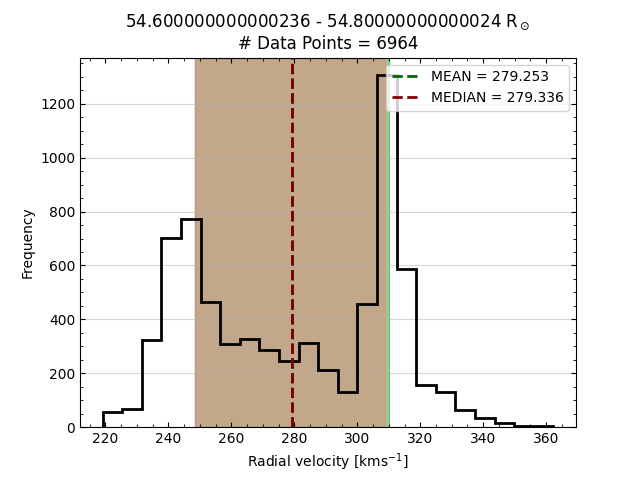 54.600000000000236 - 54.80000000000024 R⊙
# Data Points = 6964
MEAN = 279.253
MEDIAN = 279.336
1200
1000
800
600
400
200
0
Frequency
220 240 260 280 300 320 340 360
Radial velocity [kms⁻¹]